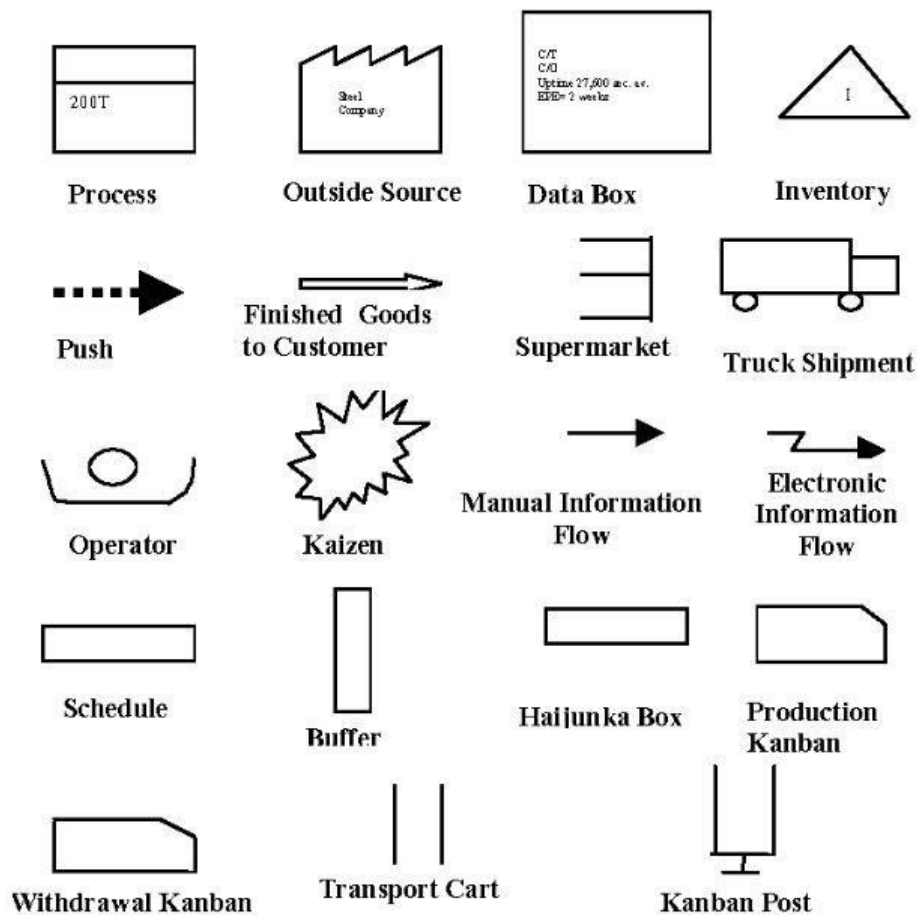 200T
Steel
Company
C/T
C/O
Uptime 27,600 sec. av.
EPE= 2 weeks
I
Process
Outside Source
Data Box
Inventory
Push
Finished Goods
to Customer
Supermarket
Truck Shipment
Operator
Kaizen
Manual Information
Flow
Electronic
Information
Flow
Schedule
Buffer
Haijunka Box
Production
Kanban
Withdrawal Kanban
Transport Cart
Kanban Post